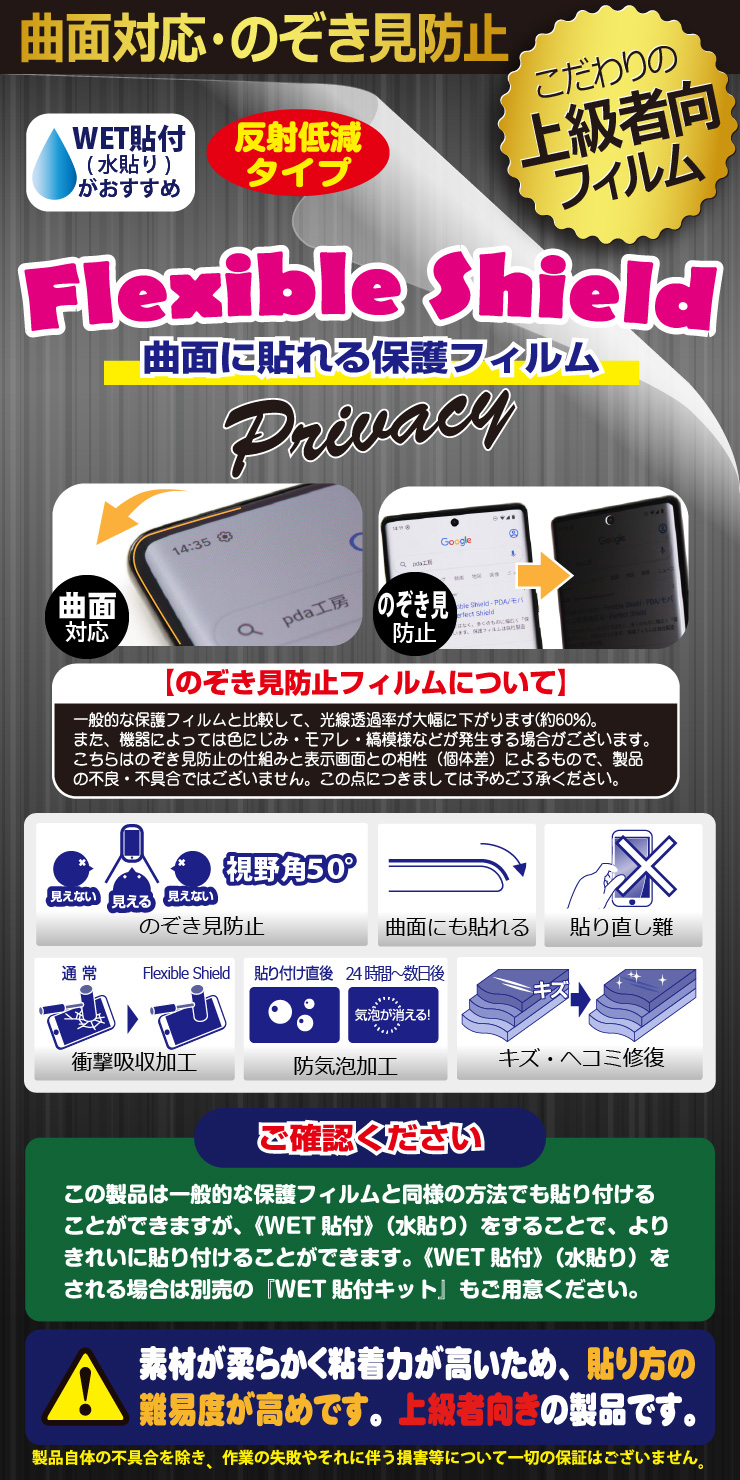 曲面対応・のぞき見防止
こだわりの
上級者向
フィルム
WET貼付
(水貼り)
がおすすめ
反射低減
タイプ
Flexible Shield
曲面に貼れる保護フィルム
Privacy
14:35
pda工房
曲面
対応
Google
pda工房
のぞき見
防止
【のぞき見防止フィルムについて】
一般的な保護フィルムと比較して、光線透過率が大幅に下がります(約60%)。
また、機器によっては色にじみ・モアレ・縞模様などが発生する場合がございます。
こちらはのぞき見防止の仕組みと表示画面との相性（個体差）によるもので、製品
の不良・不具合ではございません。この点につきましては予めご了承ください。
視野角50°
見えない 見える 見えない
のぞき見防止
曲面にも貼れる
貼り直し難
通常 Flexible Shield
衝撃吸収加工
貼り付け直後 24時間〜数日後
気泡が消える!
防気泡加工
キズ
キズ・ヘコミ修復
ご確認ください
この製品は一般的な保護フィルムと同様の方法でも貼り付ける
ことができますが、《WET貼付》（水貼り）をすることで、より
きれいに貼り付けることができます。《WET貼付》（水貼り）を
される場合は別売の『WET貼付キット』もご用意ください。
素材が柔らかく粘着力が高いため、貼り方の
難易度が高めです。上級者向きの製品です。
製品自体の不具合を除き、作業の失敗やそれに伴う損害等について一切の保証はございません。